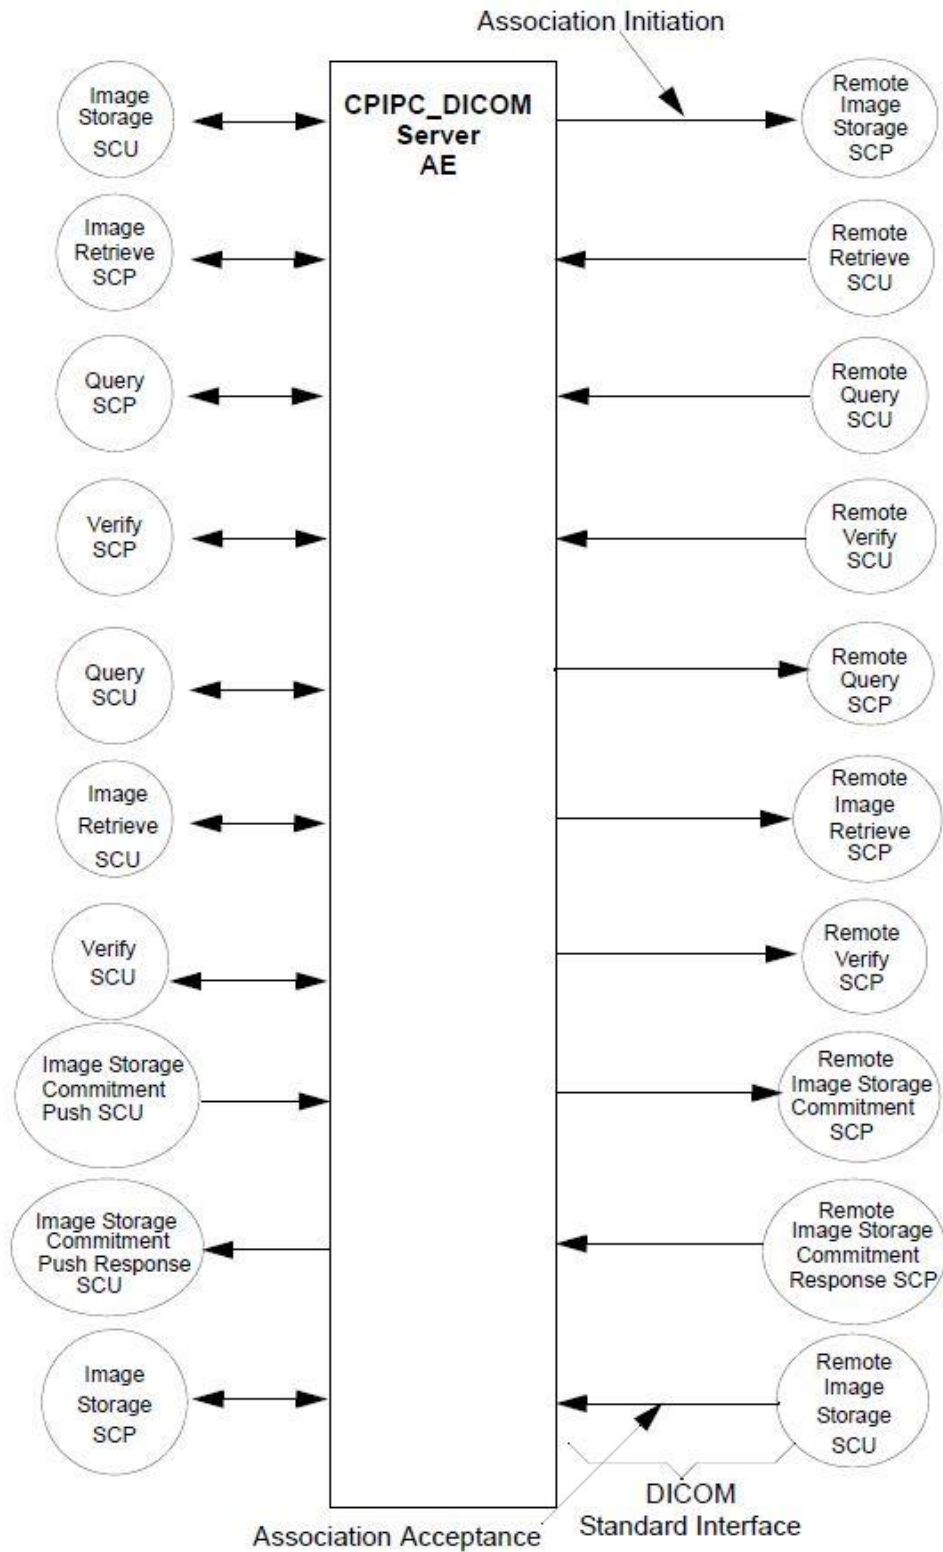 Association Initiation
Image
Storage
SCU
CPIPC_DICOM
Server
AE
Remote
Image
Storage
SCP
Image
Retrieve
SCP
Remote
Retrieve
SCU
Query
SCP
Remote
Query
SCU
Verify
SCP
Remote
Verify
SCU
Query
SCU
Remote
Query
SCP
Image
Retrieve
SCU
Remote
Image
Retrieve
SCP
Verify
SCU
Remote
Verify
SCP
Image Storage
Commitment
Push SCU
Remote
Image Storage
Commitment
SCP
Image Storage
Commitment
Push Response
SCU
Remote
Image Storage
Commitment
Response SCP
Image
Storage
SCP
Remote
Image
Storage
SCU
DICOM
Standard Interface
Association Acceptance